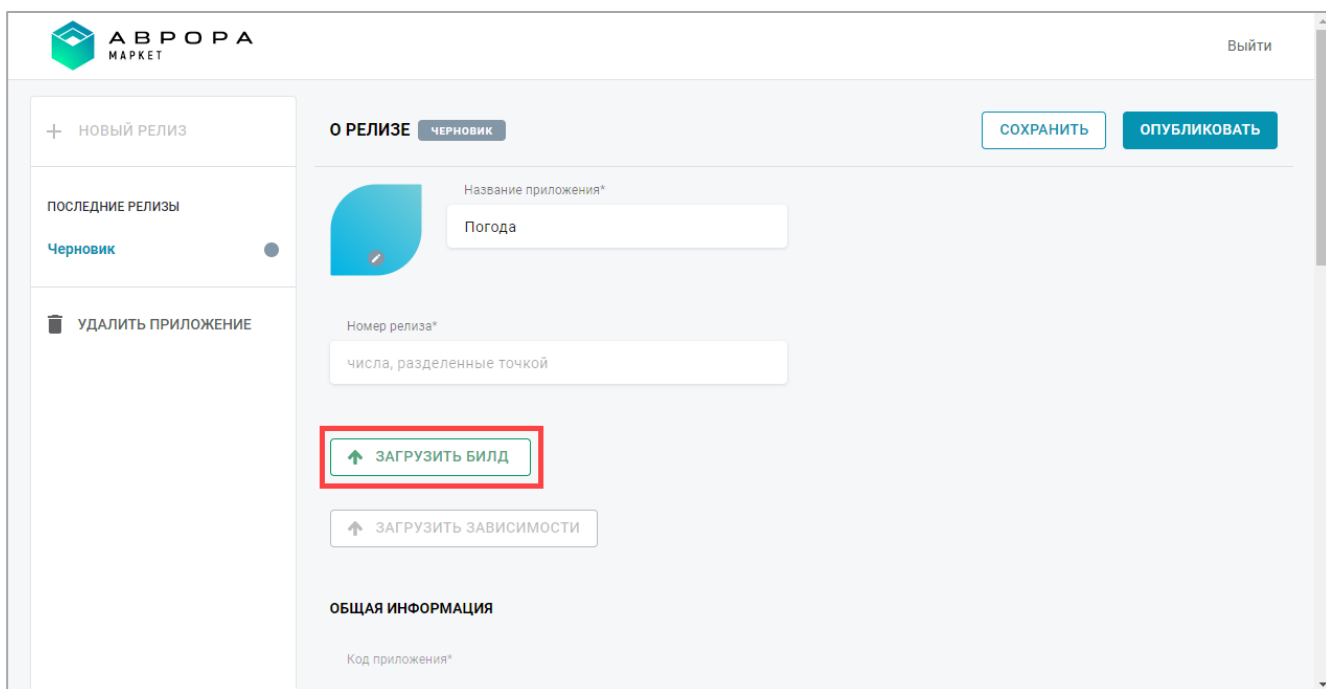 АВРОРА
МАРКЕТ
Выйти
НОВЫЙ РЕЛИЗ
ПОСЛЕДНИЕ РЕЛИЗЫ
Черновик
УДАЛИТЬ ПРИЛОЖЕНИЕ
О РЕЛИЗЕ ЧЕРНОВИК
СОХРАНИТЬ
ОПУБЛИКОВАТЬ
Название приложения*
Погода
Номер релиза*
числа, разделенные точкой
ЗАГРУЗИТЬ БИЛД
ЗАГРУЗИТЬ ЗАВИСИМОСТИ
ОБЩАЯ ИНФОРМАЦИЯ
Код приложения*